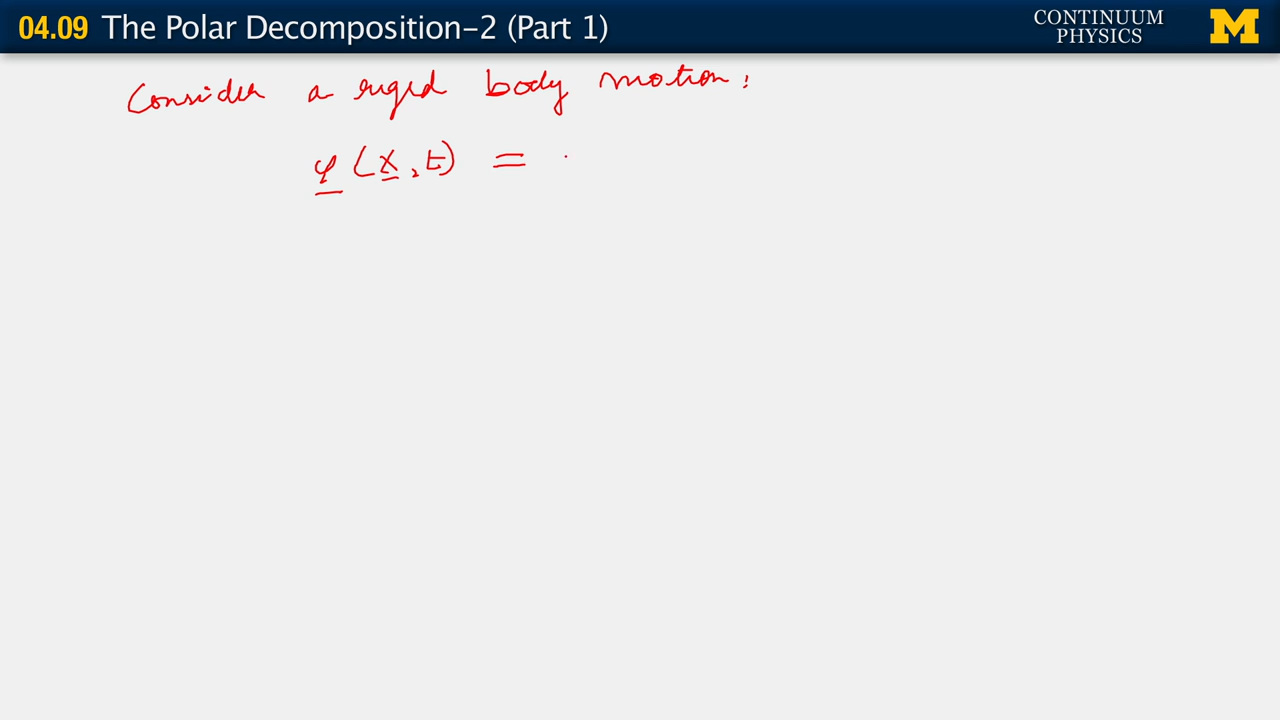 04.09 The Polar Decomposition-2 (Part 1)
CONTINUUM
PHYSICS
M
Consider a rigid body motion:
φ(X,t) =